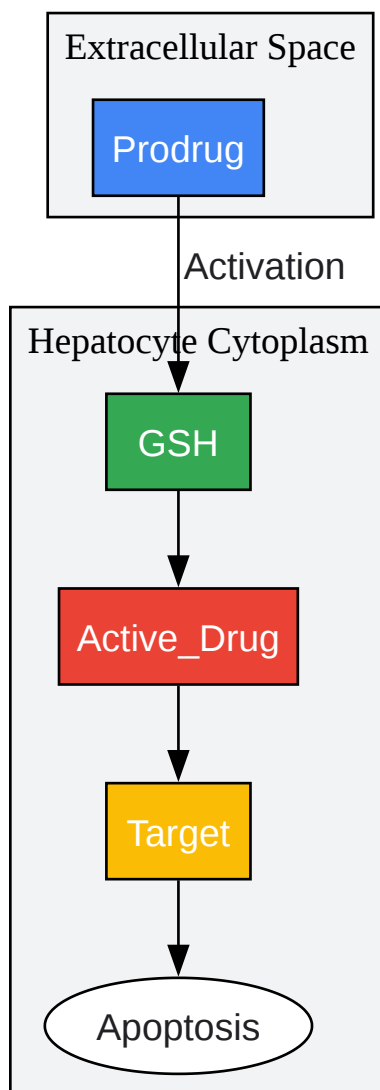 Extracellular Space
Prodrug
Activation
Hepatocyte Cytoplasm
GSH
Active_Drug
Target
Apoptosis